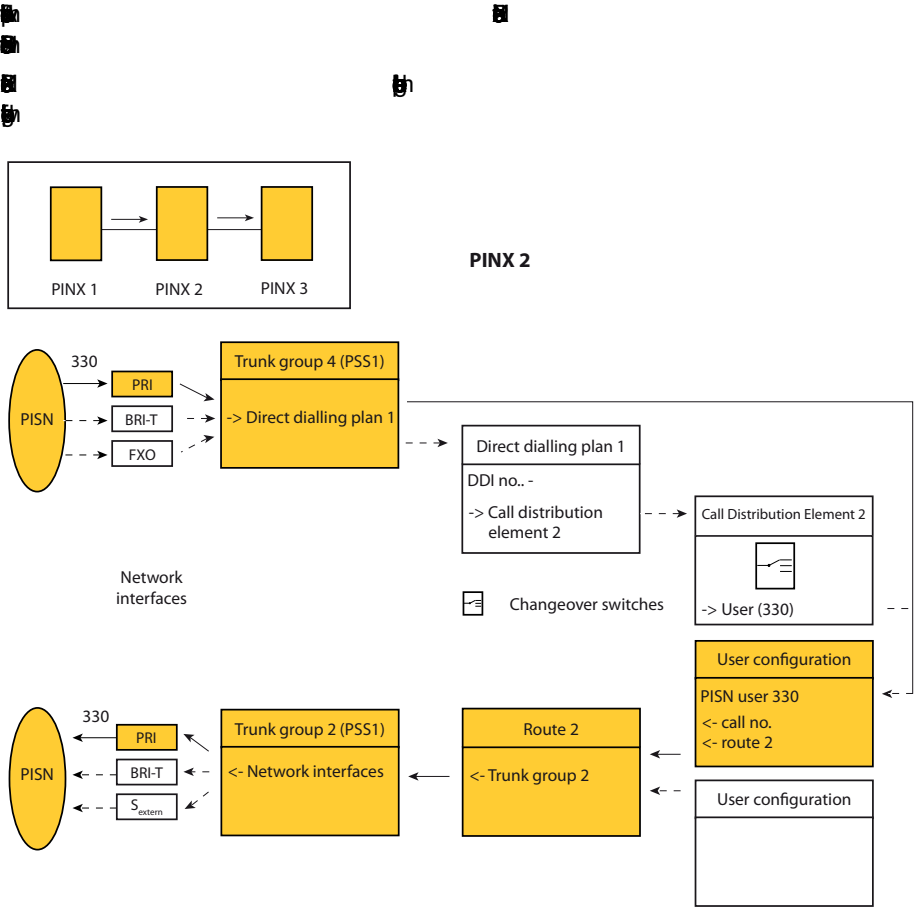 PINX 1 PINX 2 PINX 3
PINX 2
330
PISN
PRI
BRI-T
FXO
Trunk group 4 (PSS1)
-> Direct dialling plan 1
Direct dialling plan 1
DDI no.. -
-> Call distribution
element 2
Call Distribution Element 2
-> User (330)
Network
interfaces
Changeover switches
User configuration
PISN user 330
<- call no.
<- route 2
330
PISN
PRI
BRI-T
Sextern
Trunk group 2 (PSS1)
<- Network interfaces
Route 2
<- Trunk group 2
User configuration